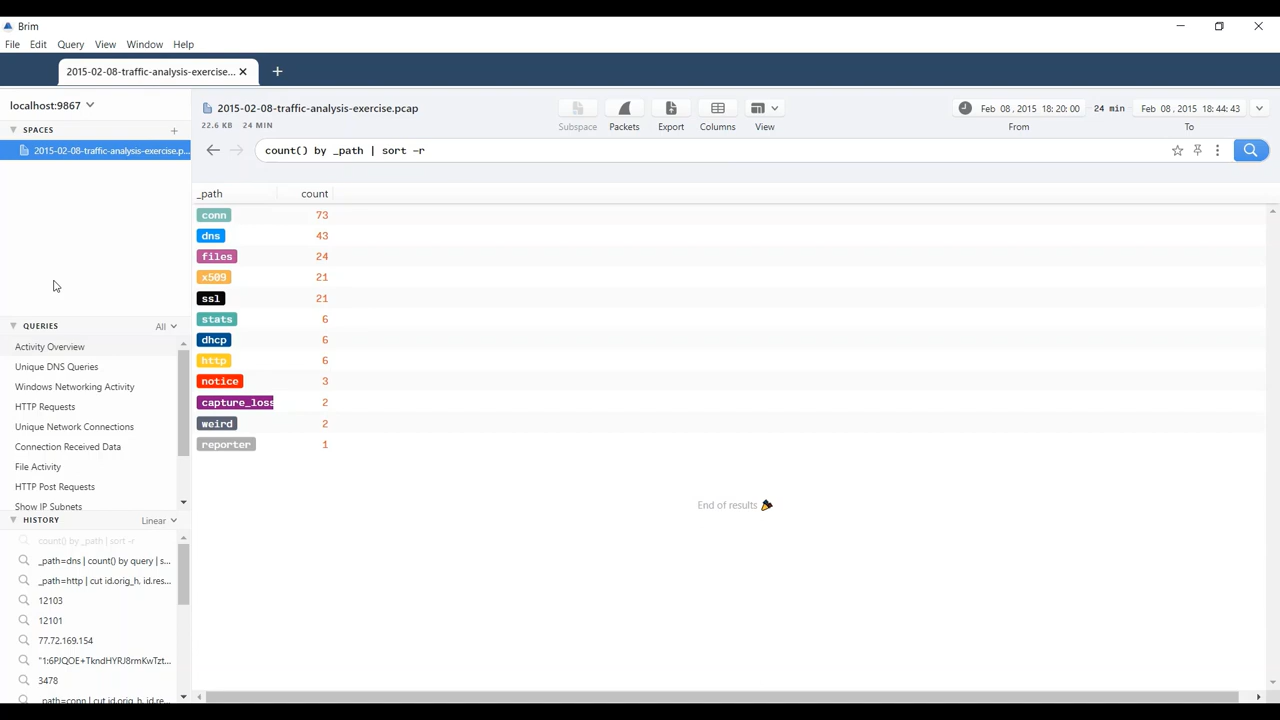 Brim
File Edit Query View Window Help
2015-02-08-traffic-analysis-exercise...
localhost:9867
SPACES
2015-02-08-traffic-analysis-exercise.p...
QUERIES All
Activity Overview
Unique DNS Queries
Windows Networking Activity
HTTP Requests
Unique Network Connections
Connection Received Data
File Activity
HTTP Post Requests
Show IP Subnets
HISTORY Linear
count() by _path | sort -r
_path=dns | count() by query | s...
_path=http | cut id.orig_h, id.res...
12103
12101
77.72.169.154
"1:6PJQOE+TkndHYRJ8rmKwTzt...
3478
_path=conn | cut id.orig_h, id.re...
2015-02-08-traffic-analysis-exercise.pcap
22.6 KB 24 MIN
Subspace Packets Export Columns View
Feb 08 , 2015 18:20:00 24 min Feb 08 , 2015 18:44:43
From To
count() by _path | sort -r
_path count
conn 73
dns 43
files 24
x509 21
ssl 21
stats 6
dhcp 6
http 6
notice 3
capture_loss 2
weird 2
reporter 1
End of results